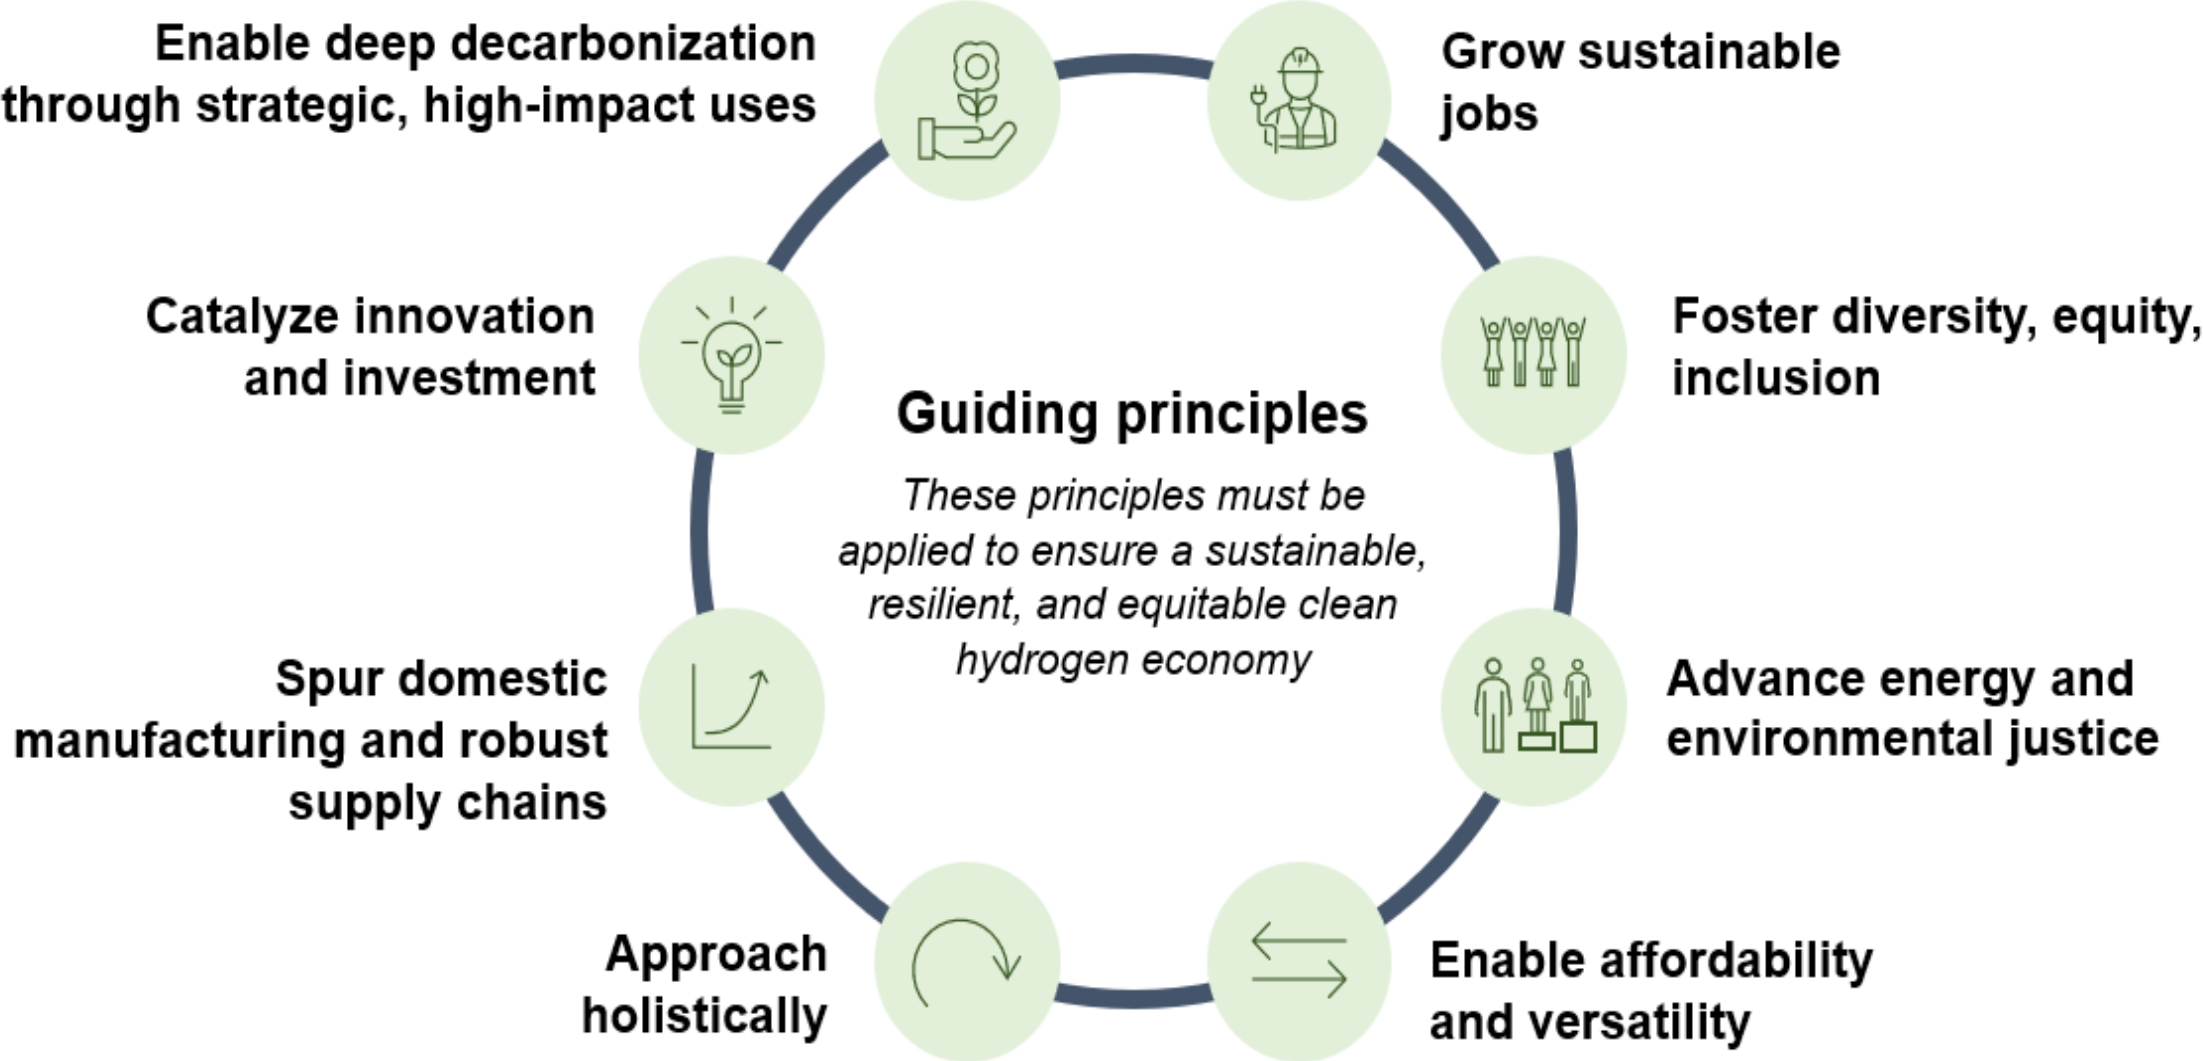 Enable deep decarbonization
through strategic, high-impact uses
Grow sustainable
jobs
Catalyze innovation
and investment
Foster diversity, equity,
inclusion
Guiding principles
These principles must be
applied to ensure a sustainable,
resilient, and equitable clean
hydrogen economy
Spur domestic
manufacturing and robust
supply chains
Advance energy and
environmental justice
Approach
holistically
Enable affordability
and versatility